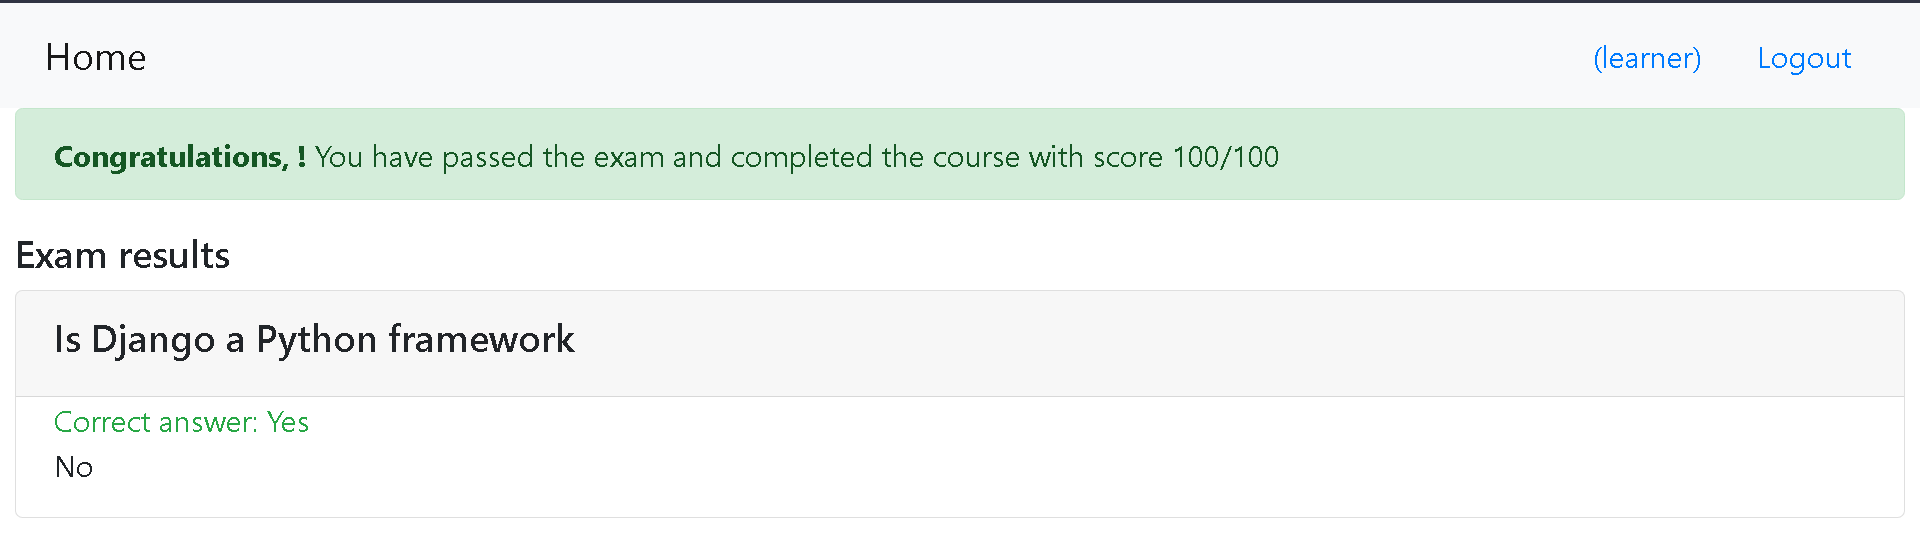 Home
(learner)
Logout
Congratulations, ! You have passed the exam and completed the course with score 100/100
Exam results
Is Django a Python framework
Correct answer: Yes
No